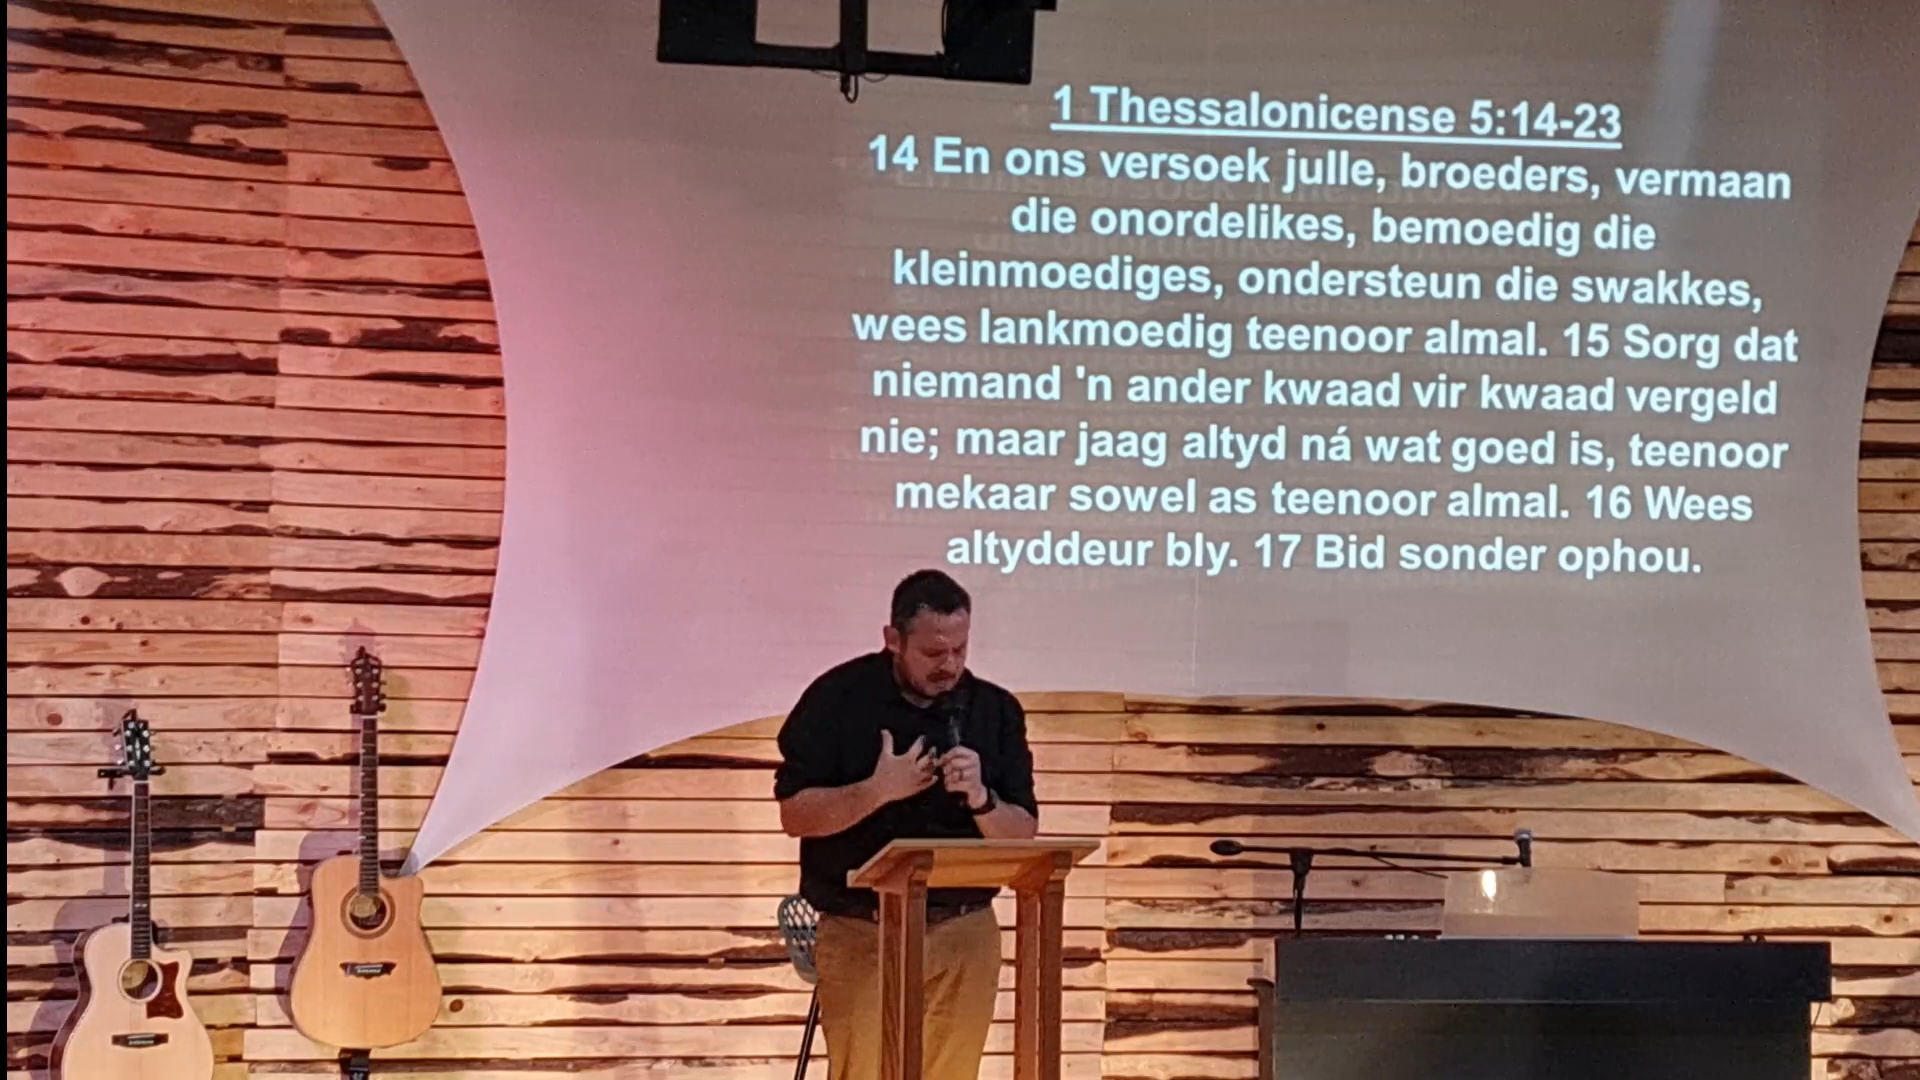 1 Thessalonicense 5:14-23
14 En ons versoek julle, broeders, vermaan
die onordelikes, bemoedig die
kleinmoediges, ondersteun die swakkes,
wees lankmoedig teenoor almal. 15 Sorg dat
niemand 'n ander kwaad vir kwaad vergeld
nie; maar jaag altyd ná wat goed is, teenoor
mekaar sowel as teenoor almal. 16 Wees
altyddeur bly. 17 Bid sonder ophou.